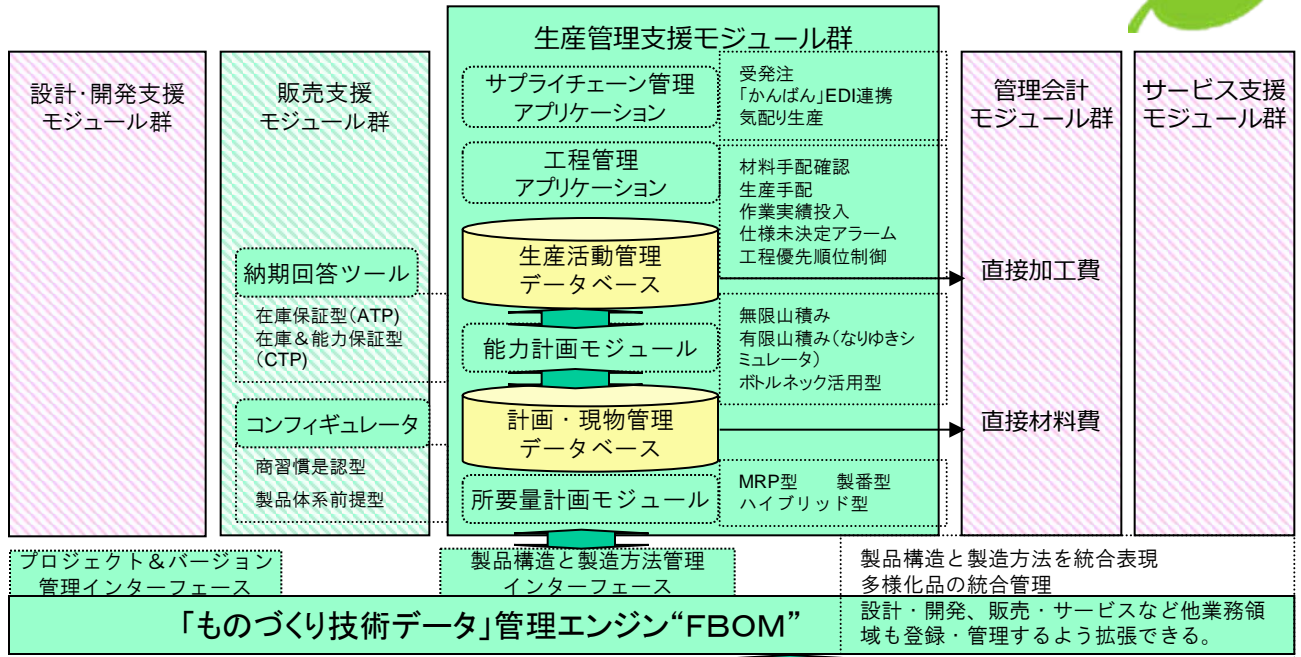 設計・開発支援
モジュール群
販売支援
モジュール群
納期回答ツール
在庫保証型(ATP)
在庫＆能力保証型
(CTP)
コンフィギュレータ
商習慣是認型
製品体系前提型
生産管理支援モジュール群
サプライチェーン管理
アプリケーション
受発注
「かんばん」EDI連携
気配り生産
工程管理
アプリケーション
材料手配確認
生産手配
作業実績投入
仕様未決定アラーム
工程優先順位制御
生産活動管理
データベース
能力計画モジュール
無限山積み
有限山積み（なりゆきシ
ミュレータ）
ボトルネック活用型
計画・現物管理
データベース
所要量計画モジュール
MRP型　　製番型
ハイブリッド型
管理会計
モジュール群
直接加工費
直接材料費
サービス支援
モジュール群
プロジェクト＆バージョン
管理インターフェース
製品構造と製造方法管理
インターフェース
製品構造と製造方法を統合表現
多様化品の統合管理
設計・開発、販売・サービスなど他業務領
域も登録・管理するよう拡張できる。
「ものづくり技術データ」管理エンジン“FBOM”